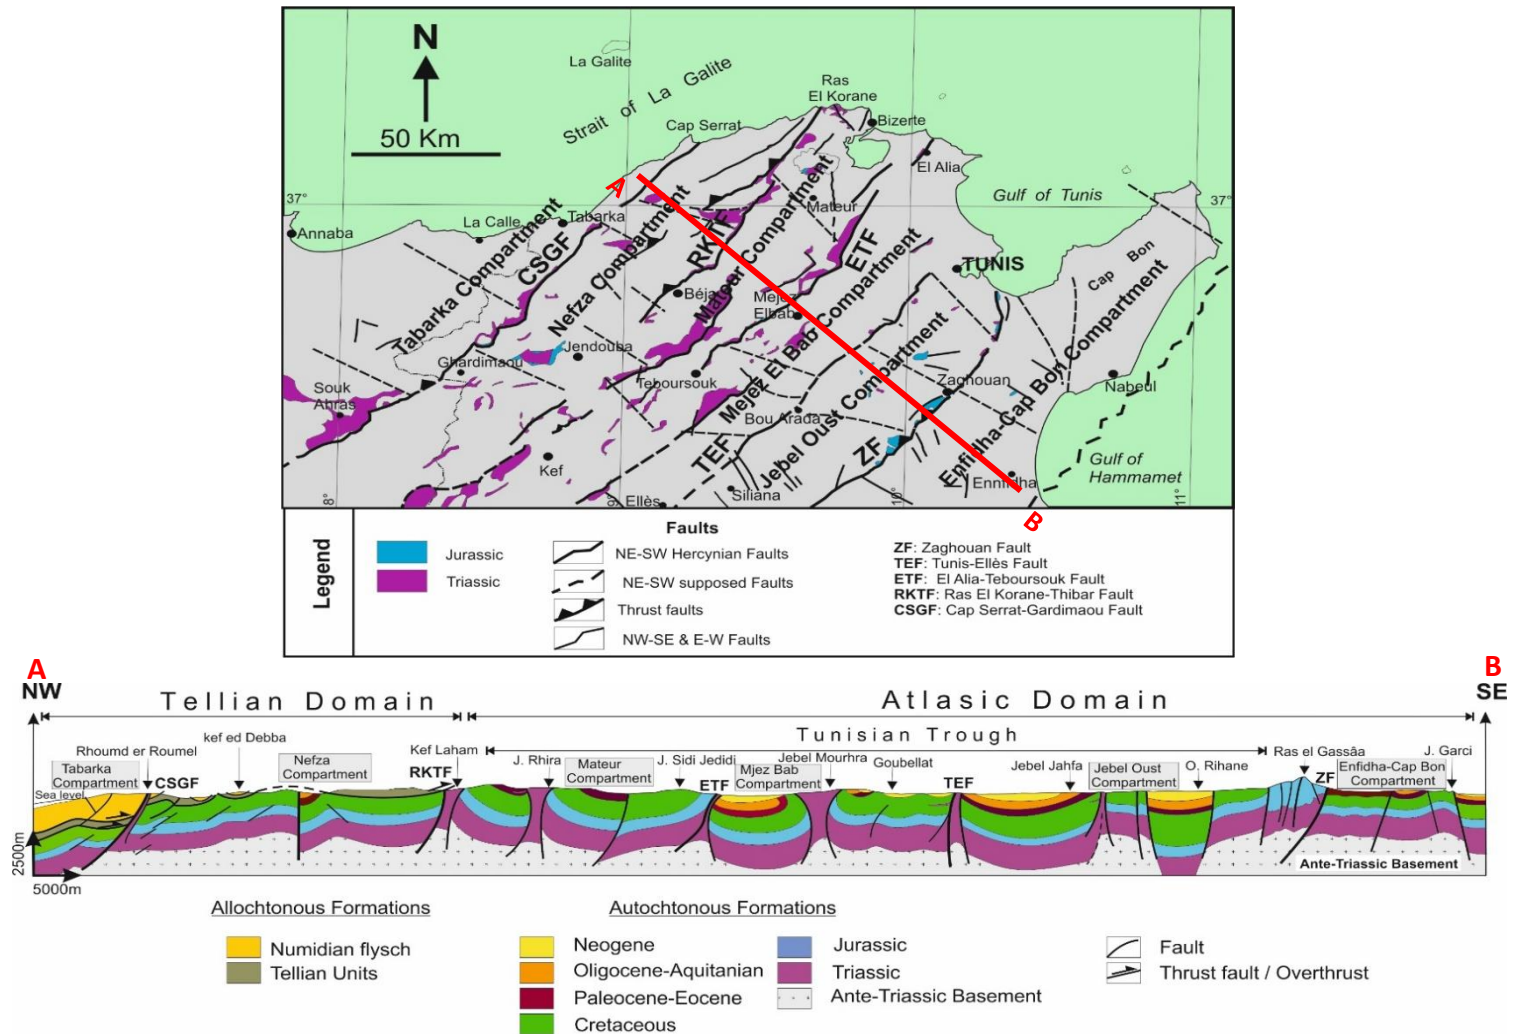 N
50 Km
La Galite
Strait of La Galite
Ras
El Korane
Cap Serrat
Bizerte
El Alia
Gulf of Tunis
37°
37°
A
Mateur
La Calle
Tabarka
Annaba
TUNIS
Cap Bon
Tabarka Compartment
CSGF
Nefza Compartment
RKTF
Mateur Compartment
ETF
Béja
Mejez
Elbab
Mejez El Bab Compartment
Jendouba
Ghardimaou
Teboursouk
Souk
Ahras
Zaghouan
Nabeul
Bou Arada
Jebel Oust Compartment
Enfidha-Cap Bon Compartment
TEF
ZF
Kef
Siliana
Ellès
Ennfidha
Gulf of
Hammamet
8°
9°
10°
11°
B
Legend
Jurassic
Triassic
Faults
NE-SW Hercynian Faults
NE-SW supposed Faults
Thrust faults
NW-SE & E-W Faults
ZF: Zaghouan Fault
TEF: Tunis-Ellès Fault
ETF: El Alia-Teboursouk Fault
RKTF: Ras El Korane-Thibar Fault
CSGF: Cap Serrat-Gardimaou Fault
A
B
NW
SE
Tellian Domain
Atlasic Domain
Tunisian Trough
Rhoumd er Roumel
kef ed Debba
Kef Laham
J. Rhira
J. Sidi Jedidi
Jebel Mourhra
Goubellat
Jebel Jahfa
O. Rihane
Ras el Gassâa
J. Garci
Tabarka
Compartment
CSGF
Nefza
Compartment
RKTF
Mateur
Compartment
ETF
Mjez Bab
Compartment
TEF
Jebel Oust
Compartment
ZF
Enfidha-Cap Bon
Compartment
Sea level
2500m
5000m
Ante-Triassic Basement
Allochtonous Formations
Numidian flysch
Tellian Units
Autochtonous Formations
Neogene
Oligocene-Aquitanian
Paleocene-Eocene
Cretaceous
Jurassic
Triassic
Ante-Triassic Basement
Fault
Thrust fault / Overthrust